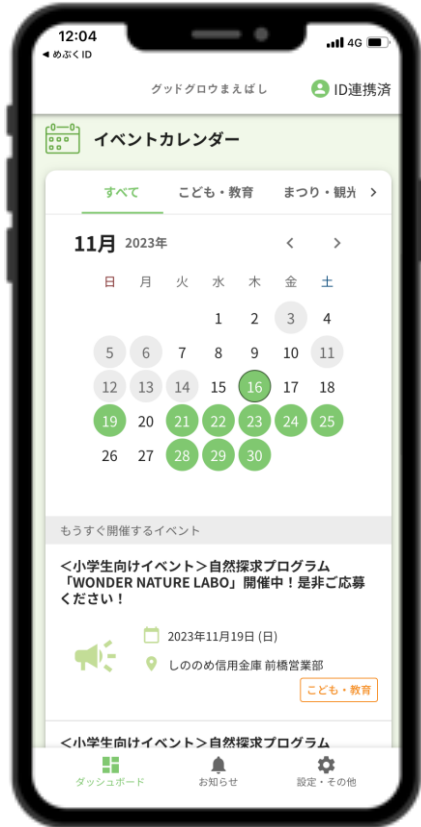 12:04
4G
◀ めぶくID
グッドグロウまえばし
ID連携済
イベントカレンダー
すべて こども・教育 まつり・観光 >
11月 2023年 < >
日 月 火 水 木 金 土
1 2 3 4
5 6 7 8 9 10 11
12 13 14 15 16 17 18
19 20 21 22 23 24 25
26 27 28 29 30
もうすぐ開催するイベント
<小学生向けイベント>自然探求プログラム
「WONDER NATURE LABO」開催中！是非ご応募
ください！
2023年11月19日 (日)
しののめ信用金庫 前橋営業部
こども・教育
<小学生向けイベント>自然探求プログラム
ダッシュボード お知らせ 設定・その他